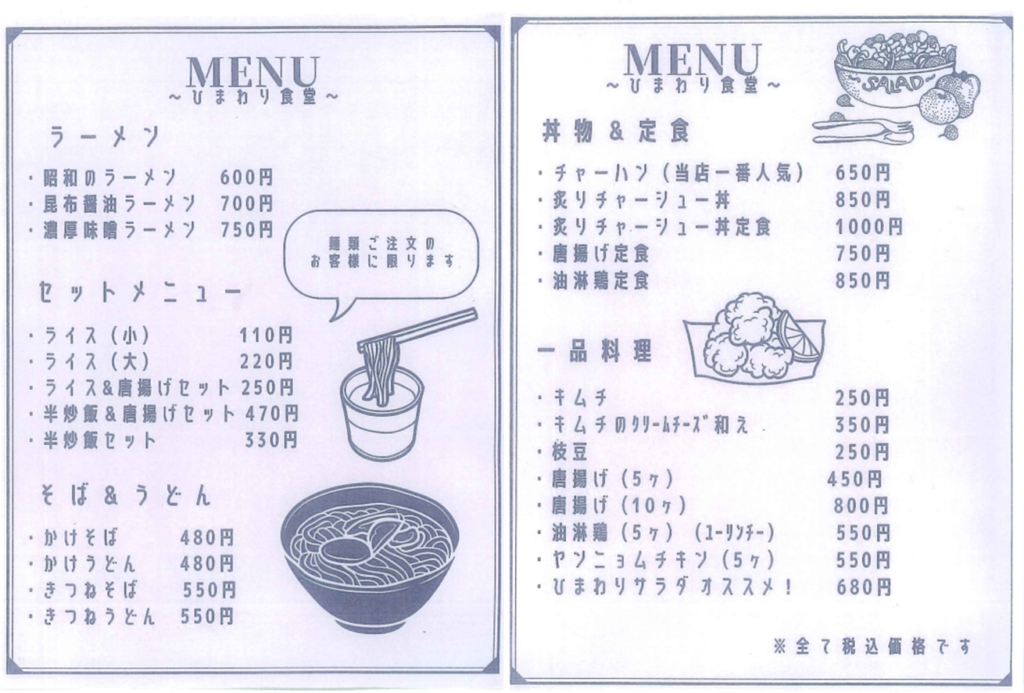 MENU
～ひまわり食堂～
ラーメン
・昭和のラーメン 600円
・昆布醤油ラーメン 700円
・濃厚味噌ラーメン 750円
麺類ご注文の
お客様に限ります
セットメニュー
・ライス(小) 110円
・ライス(大) 220円
・ライス&唐揚げセット 250円
・半炒飯&唐揚げセット 470円
・半炒飯セット 330円
そば&うどん
・かけそば 480円
・かけうどん 480円
・きつねそば 550円
・きつねうどん 550円
MENU
～ひまわり食堂～
SALAD
丼物&定食
・チャーハン(当店一番人気) 650円
・炙りチャーシュー丼 850円
・炙りチャーシュー丼定食 1000円
・唐揚げ定食 750円
・油淋鶏定食 850円
一品料理
・キムチ 250円
・キムチのｸﾘｰﾑﾁｰｽﾞ和え 350円
・枝豆 250円
・唐揚げ(5ヶ) 450円
・唐揚げ(10ヶ) 800円
・油淋鶏(5ヶ)(ﾕｰﾘﾝﾁｰ) 550円
・ヤンニョムチキン(5ヶ) 550円
・ひまわりサラダオススメ! 680円
※全て税込価格です